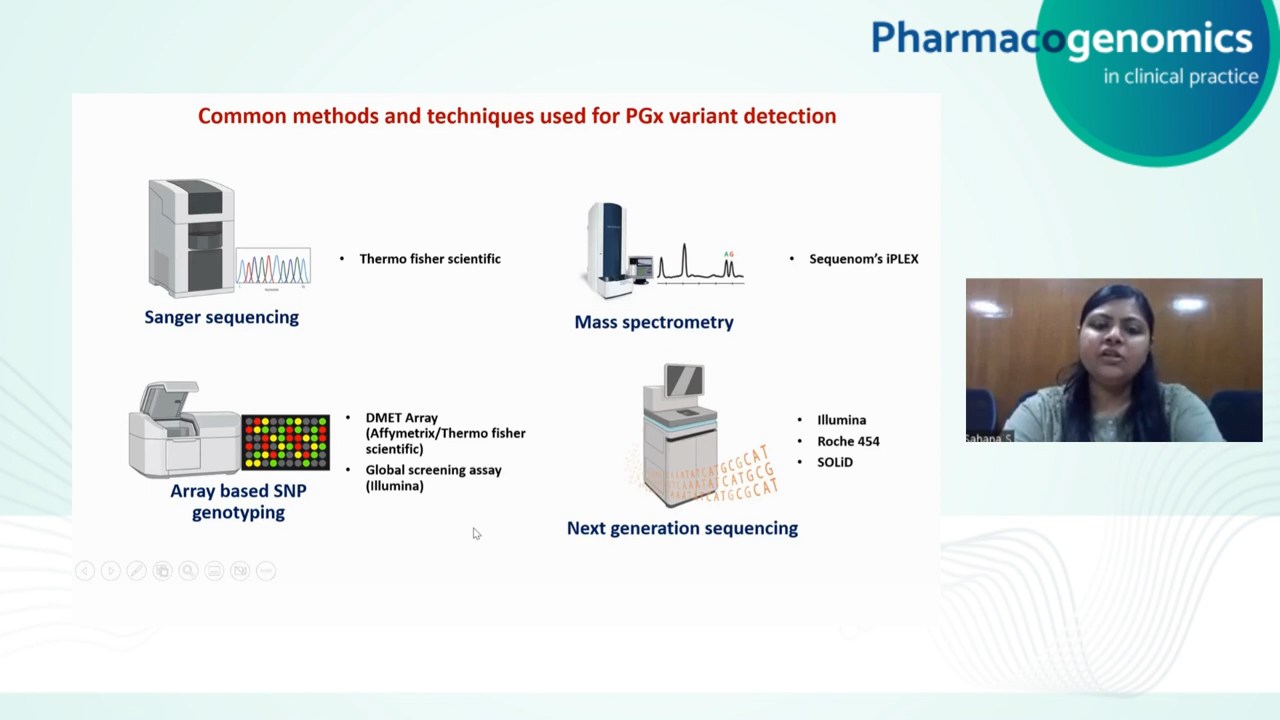 Pharmacogenomics
in clinical practice
Common methods and techniques used for PGx variant detection
• Thermo fisher scientific
Sanger sequencing
A G
• Sequenom's iPLEX
Mass spectrometry
• DMET Array
(Affymetrix/Thermo fisher
scientific)
• Global screening assay
(Illumina)
Array based SNP
genotyping
• Illumina
• Roche 454
• SOLiD
Next generation sequencing
Sahana S